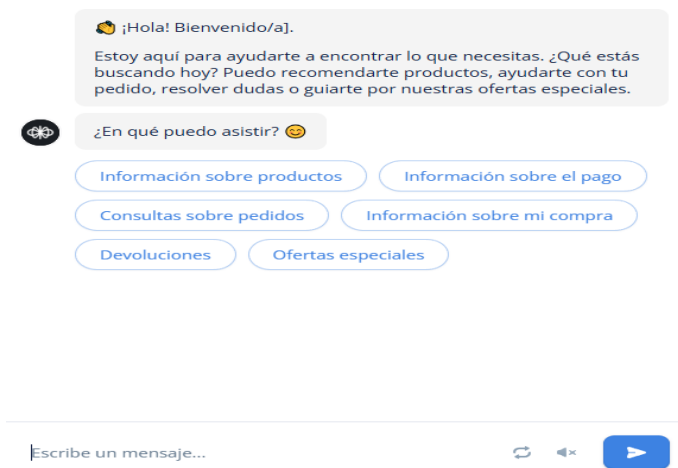 👏 ¡Hola! Bienvenido/a].
Estoy aquí para ayudarte a encontrar lo que necesitas. ¿Qué estás
buscando hoy? Puedo recomendarte productos, ayudarte con tu
pedido, resolver dudas o guiarte por nuestras ofertas especiales.
¿En qué puedo asistir? 😊
Información sobre productos
Información sobre el pago
Consultas sobre pedidos
Información sobre mi compra
Devoluciones
Ofertas especiales
Escribe un mensaje...